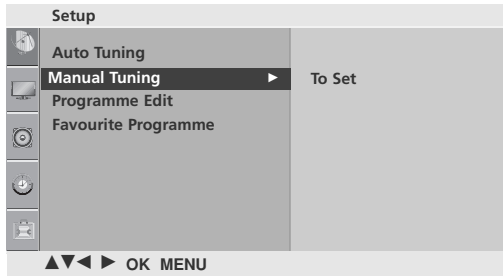 Setup
Auto Tuning
Manual Tuning ► To Set
Programme Edit
Favourite Programme
▲▼◄ ► OK MENU